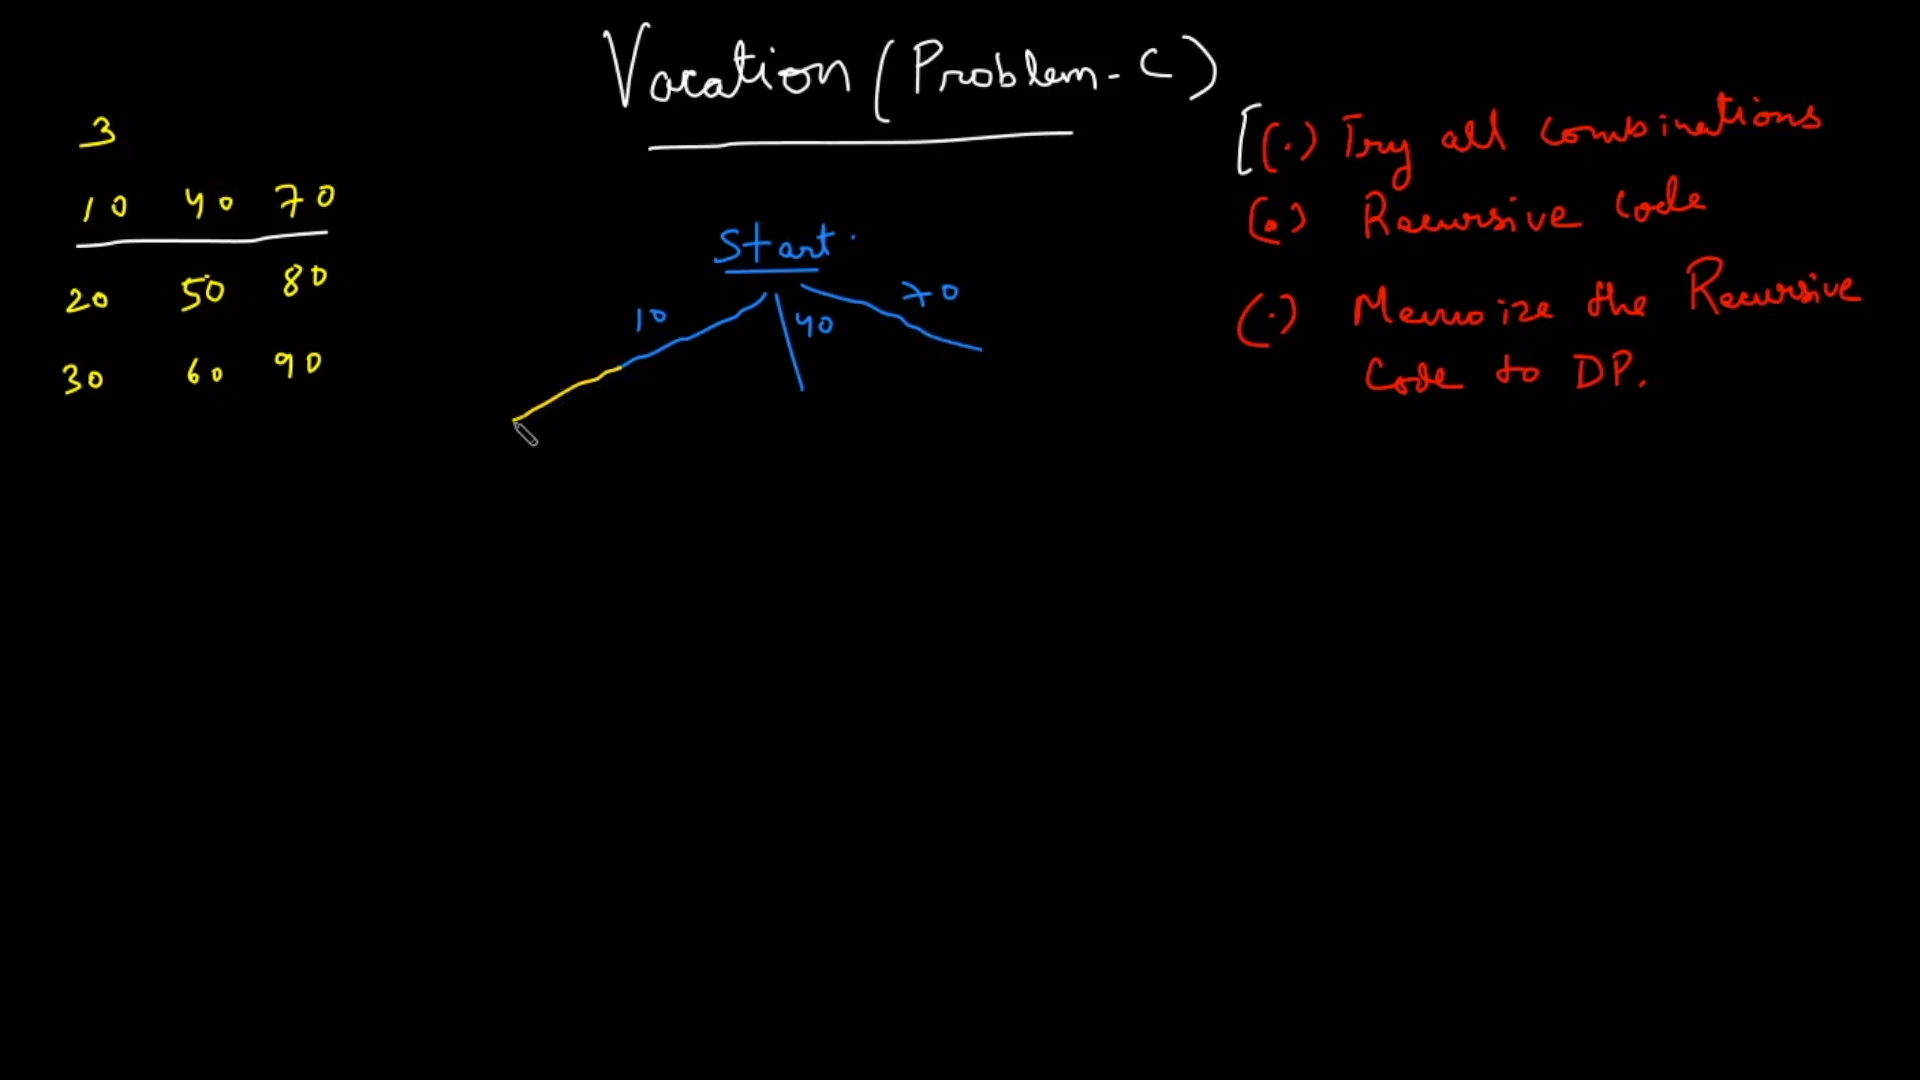 Vacation (Problem-C)
3
10 40 70
20 50 80
30 60 90
Start.
10
40
70
[(.) Try all combinations
(.) Recursive code
(.) Memoize the Recursive
Code to DP.